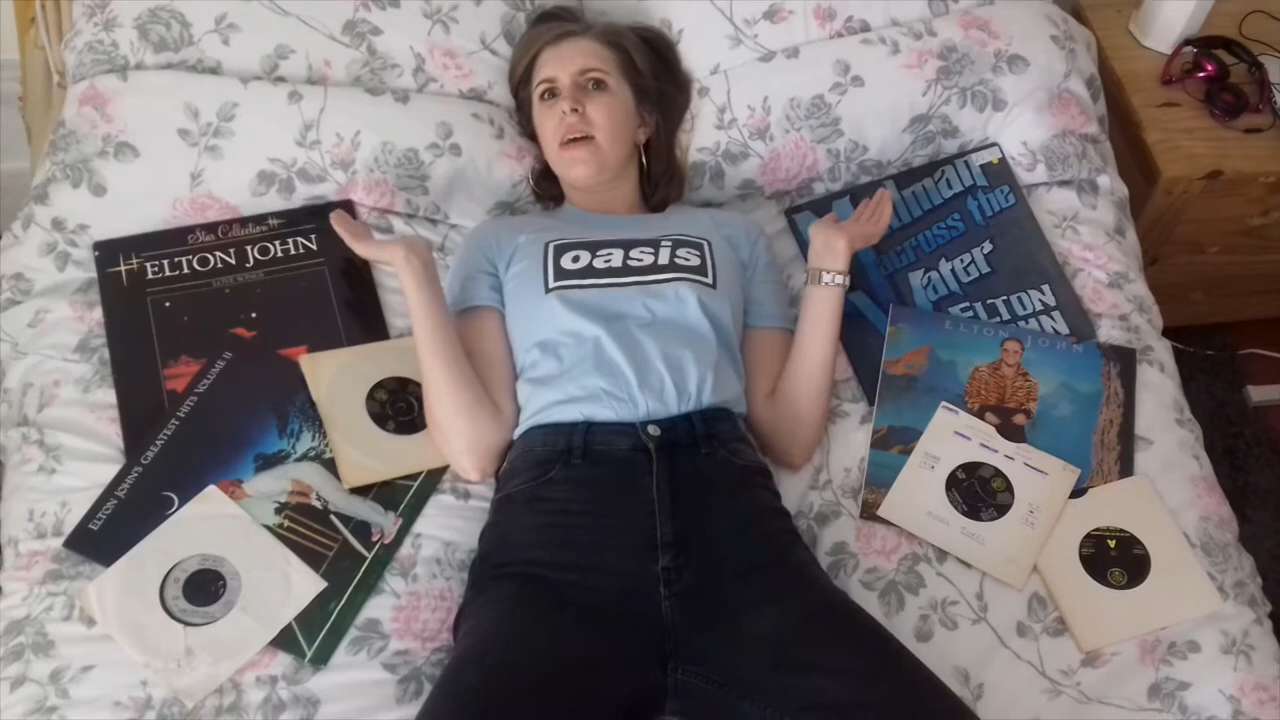 Star Collection
ELTON JOHN
LOVE SONGS
ELTON JOHN'S GREATEST HITS VOLUME II
oasis
Madman
across the
Water
ELTON
JOHN
ELTON JOHN
A